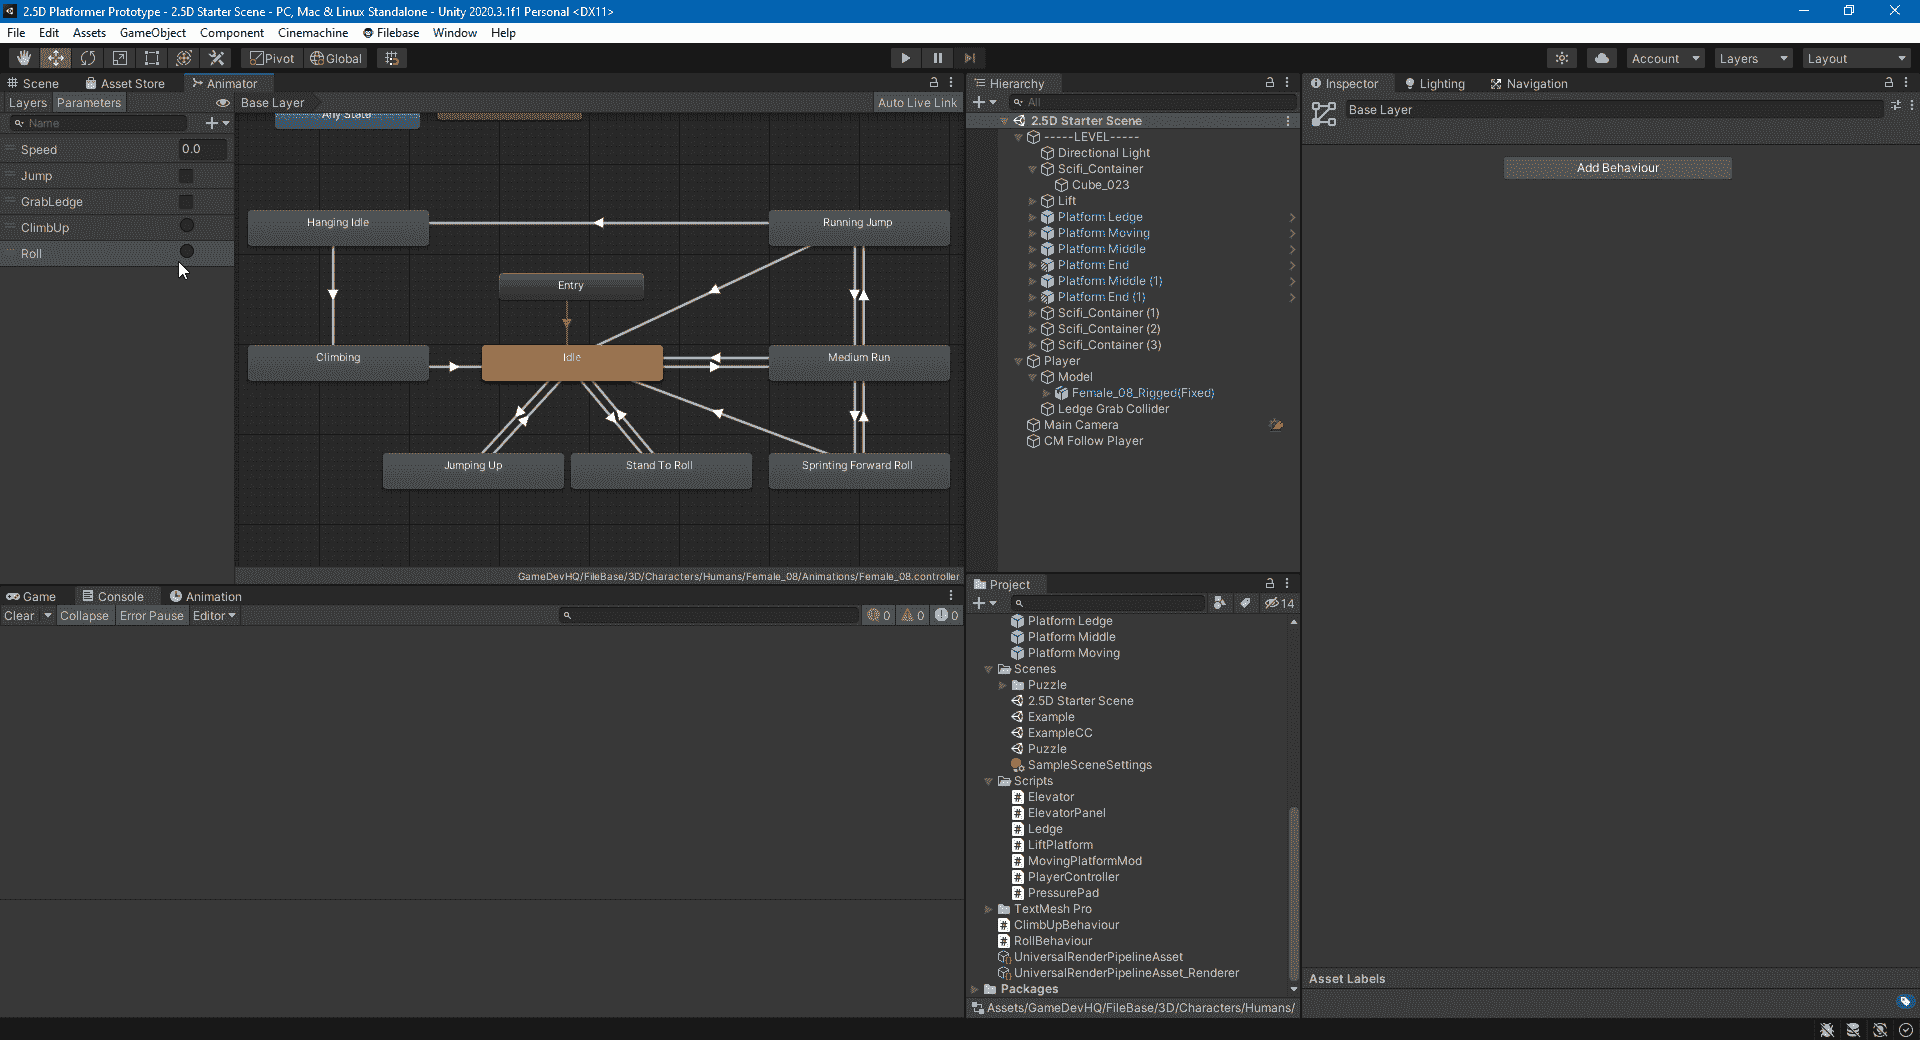 2.5D Platformer Prototype - 2.5D Starter Scene - PC, Mac & Linux Standalone - Unity 2020.3.1f1 Personal <DX11>
File Edit Assets GameObject Component Cinemachine Filebase Window Help
Pivot Global Account Layers Layout
Scene Asset Store Animator
Layers Parameters Base Layer Auto Live Link
Name
Speed 0.0
Jump
GrabLedge
ClimbUp
Roll
Any State
Hanging Idle
Running Jump
Entry
Climbing
Idle
Medium Run
Jumping Up
Stand To Roll
Sprinting Forward Roll
GameDevHQ/FileBase/3D/Characters/Humans/Female_08/Animations/Female_08.controller
Game Console Animation
Clear Collapse Error Pause Editor 0 0 0
Hierarchy
All
2.5D Starter Scene
-----LEVEL-----
Directional Light
Scifi_Container
Cube_023
Lift
Platform Ledge
Platform Moving
Platform Middle
Platform End
Platform Middle (1)
Platform End (1)
Scifi_Container (1)
Scifi_Container (2)
Scifi_Container (3)
Player
Model
Female_08_Rigged(Fixed)
Ledge Grab Collider
Main Camera
CM Follow Player
Project
14
Platform Ledge
Platform Middle
Platform Moving
Scenes
Puzzle
2.5D Starter Scene
Example
ExampleCC
Puzzle
SampleSceneSettings
Scripts
Elevator
ElevatorPanel
Ledge
LiftPlatform
MovingPlatformMod
PlayerController
PressurePad
TextMesh Pro
ClimbUpBehaviour
RollBehaviour
UniversalRenderPipelineAsset
UniversalRenderPipelineAsset_Renderer
Packages
Assets/GameDevHQ/FileBase/3D/Characters/Humans/
Inspector Lighting Navigation
Base Layer
Add Behaviour
Asset Labels